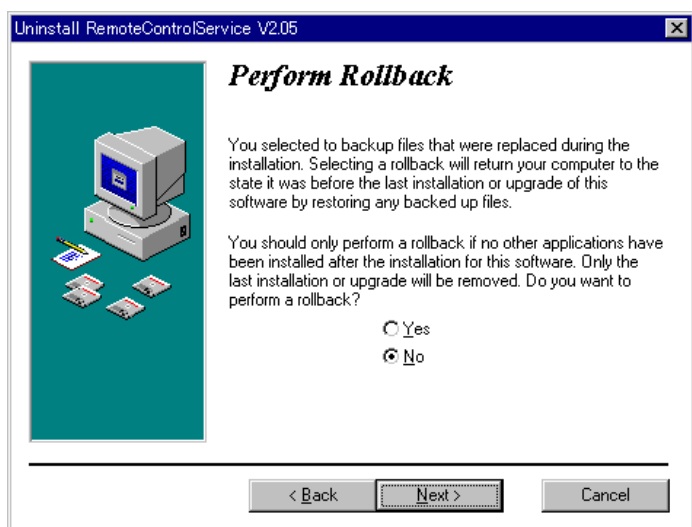 Uninstall RemoteControlService V2.05
Perform Rollback
You selected to backup files that were replaced during the
installation. Selecting a rollback will return your computer to the
state it was before the last installation or upgrade of this
software by restoring any backed up files.
You should only perform a rollback if no other applications have
been installed after the installation for this software. Only the
last installation or upgrade will be removed. Do you want to
perform a rollback?
Yes
No
< Back
Next >
Cancel